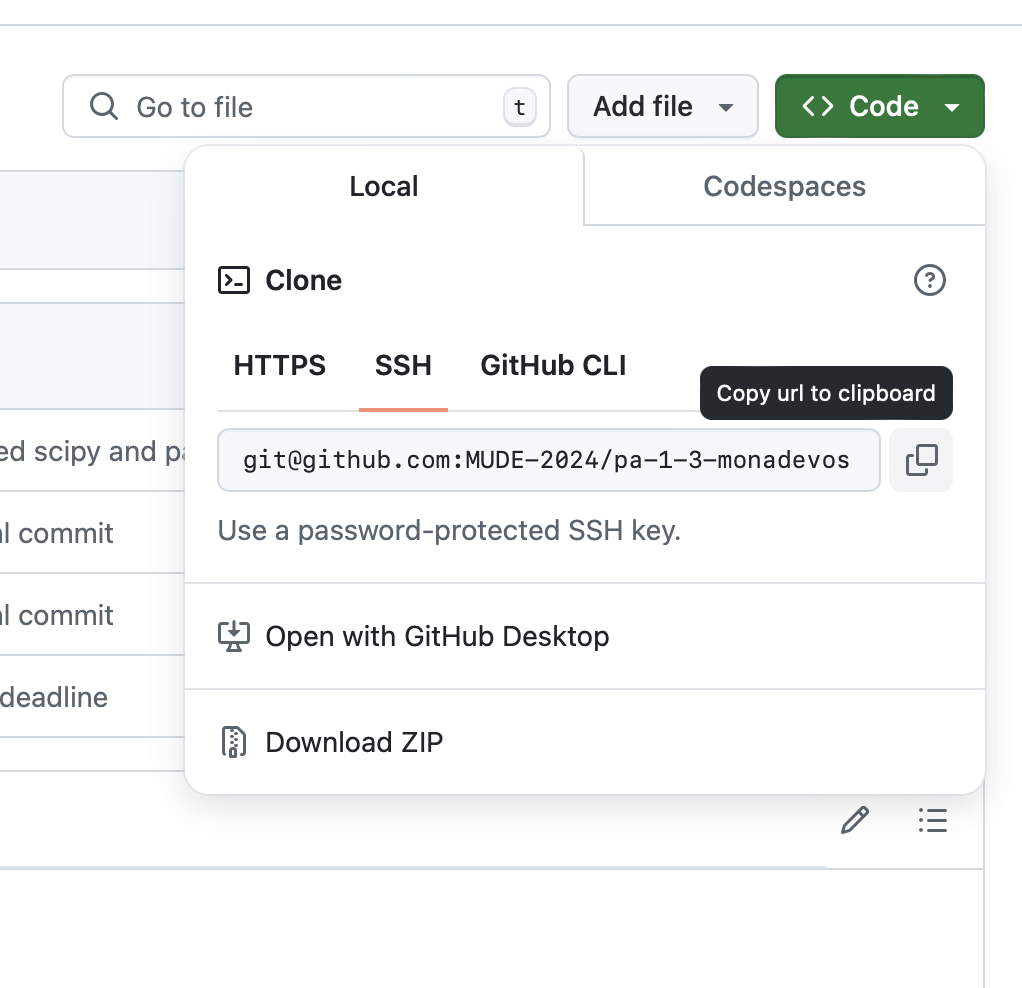 Go to file
t
Add file
Code
Local
Codespaces
Clone
HTTPS
SSH
GitHub CLI
Copy url to clipboard
git@github.com:MUDE-2024/pa-1-3-monadevos
Use a password-protected SSH key.
Open with GitHub Desktop
Download ZIP
ed scipy and pa
al commit
al commit
deadline